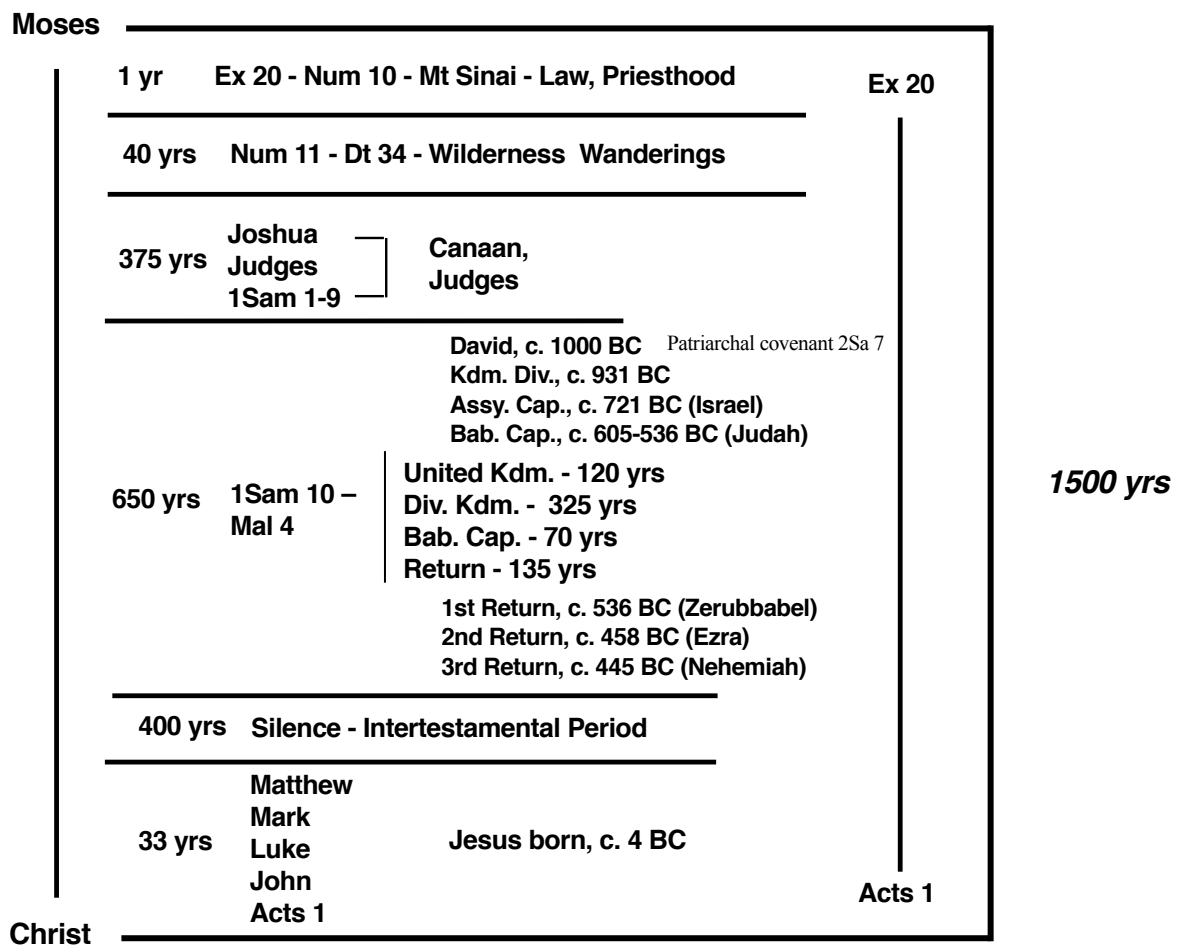 Moses
1 yr Ex 20 - Num 10 - Mt Sinai - Law, Priesthood
Ex 20
40 yrs Num 11 - Dt 34 - Wilderness Wanderings
375 yrs
Joshua
Judges
1Sam 1-9
Canaan,
Judges
David, c. 1000 BC Patriarchal covenant 2Sa 7
Kdm. Div., c. 931 BC
Assy. Cap., c. 721 BC (Israel)
Bab. Cap., c. 605-536 BC (Judah)
650 yrs
1Sam 10 –
Mal 4
United Kdm. - 120 yrs
Div. Kdm. - 325 yrs
Bab. Cap. - 70 yrs
Return - 135 yrs
1st Return, c. 536 BC (Zerubbabel)
2nd Return, c. 458 BC (Ezra)
3rd Return, c. 445 BC (Nehemiah)
1500 yrs
400 yrs Silence - Intertestamental Period
33 yrs
Matthew
Mark
Luke
John
Acts 1
Jesus born, c. 4 BC
Acts 1
Christ